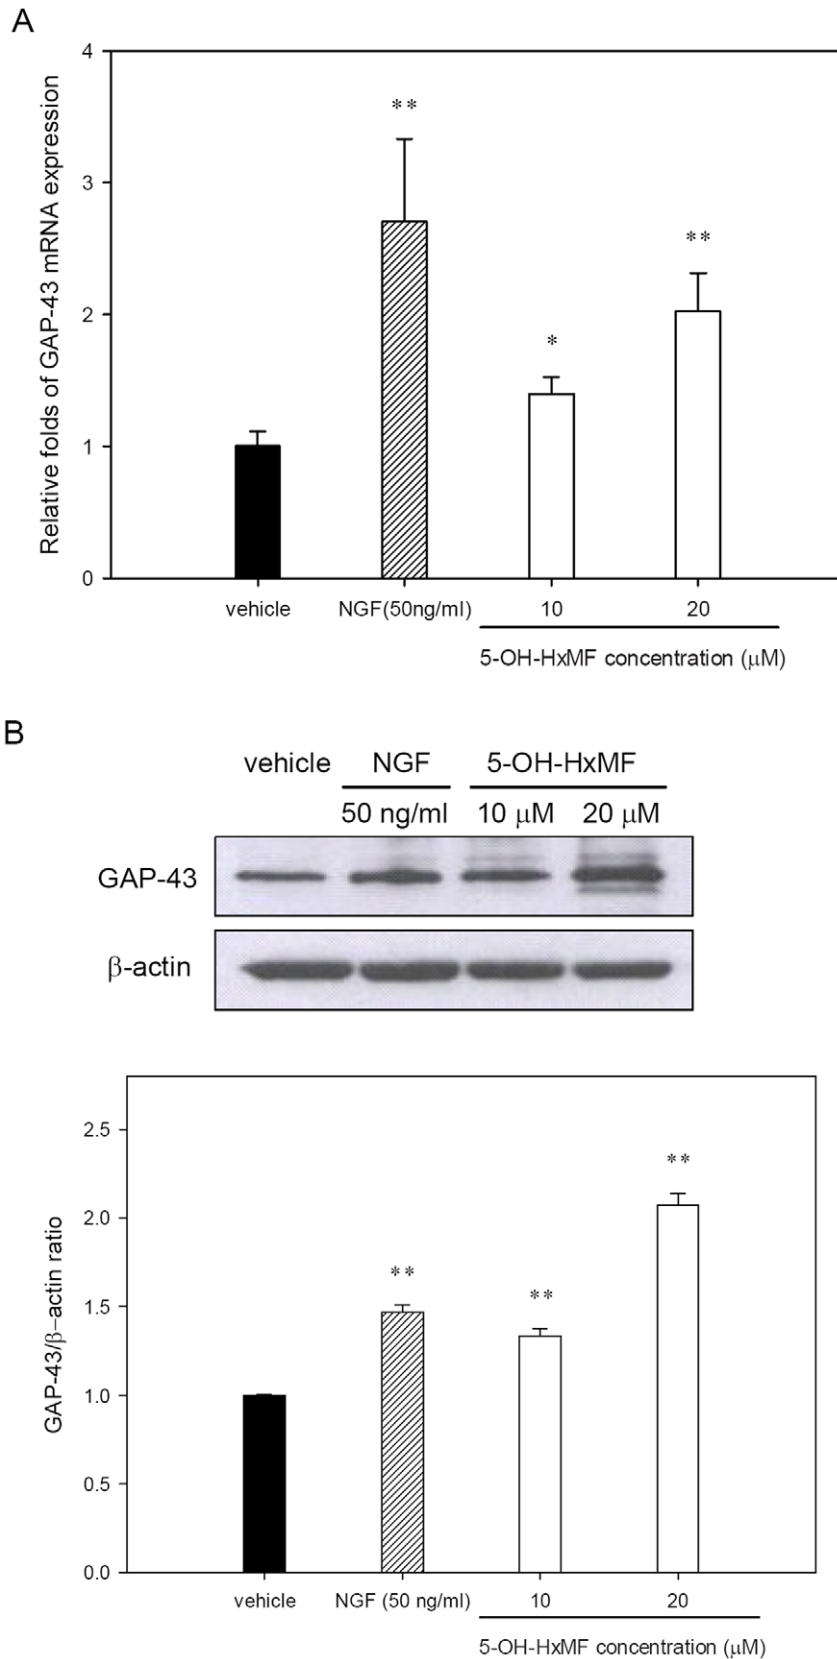 A
Relative folds of GAP-43 mRNA expression
4
3
2
1
0
**
*
**
vehicle NGF(50ng/ml) 10 20
5-OH-HxMF concentration (μM)
B
vehicle NGF 5-OH-HxMF
50 ng/ml 10 μM 20 μM
GAP-43
β-actin
GAP-43/β−actin ratio
2.5
2.0
1.5
1.0
0.5
0.0
**
**
**
vehicle NGF (50 ng/ml) 10 20
5-OH-HxMF concentration (μM)